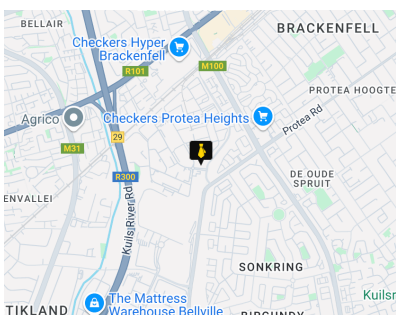 BELLAIR
BRACKENFELL
Checkers Hyper
Brackenfell
R101
M100
PROTEA HOOGTE
Agrico
Checkers Protea Heights
Protea Rd
29
M31
R300
DE OUDE
SPRUIT
ENVALLEI
Kuils River Rd
SONKRING
Kuilsr
The Mattress
Warehouse Bellville
TIKLAND
BURGUNDY